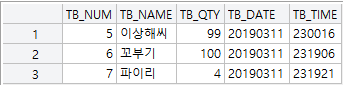 TB_NUM TB_NAME TB_QTY TB_DATE TB_TIME
1 5 이상해씨 99 20190311 230016
2 6 꼬부기 100 20190311 231906
3 7 파이리 4 20190311 231921